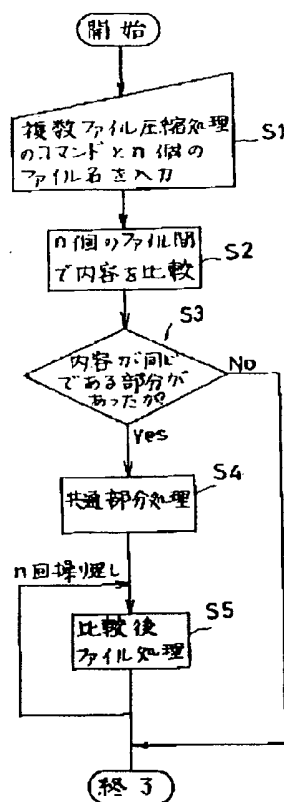 開始
複数ファイル圧縮処理
のコマンドとn個の
ファイル名を入力
S1
n個のファイル間
で内容を比較
S2
S3
内容が同じ
である部分が
あったか?
No
Yes
S4
共通部分処理
n回繰り返し
S5
比較後
ファイル処理
終了